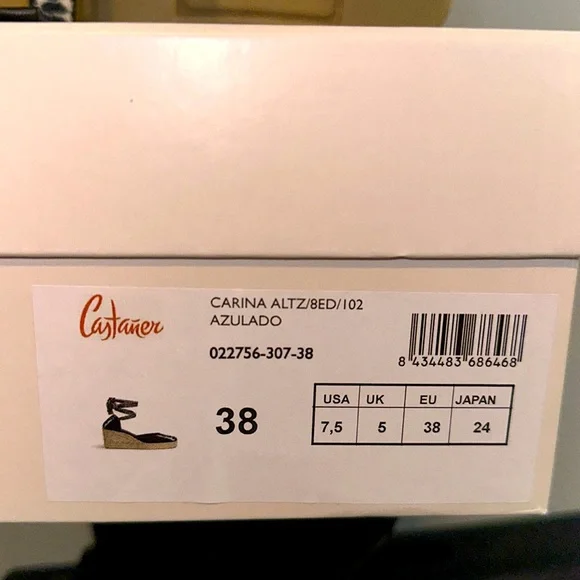 Castañer
CARINA ALTZ/8ED/102
AZULADO
022756-307-38
8 434483 686468
38
USA UK EU JAPAN
7,5 5 38 24